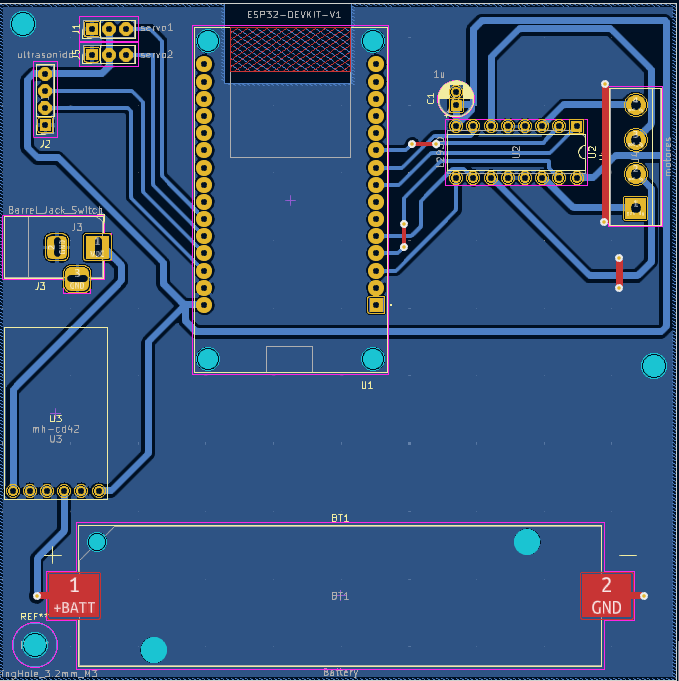 ESP32-DEVKIT-V1
J1
servo1
J5
servo2
ultrasonido
J2
1u
C1
L293D
U2
U2
motores
Barrel_Jack_Switch
J3
GND
J3
U1
U3
mh-cd42
U3
BT1
1
+BATT
BT1
2
GND
REF**
ingHole_3.2mm_M3
Battery